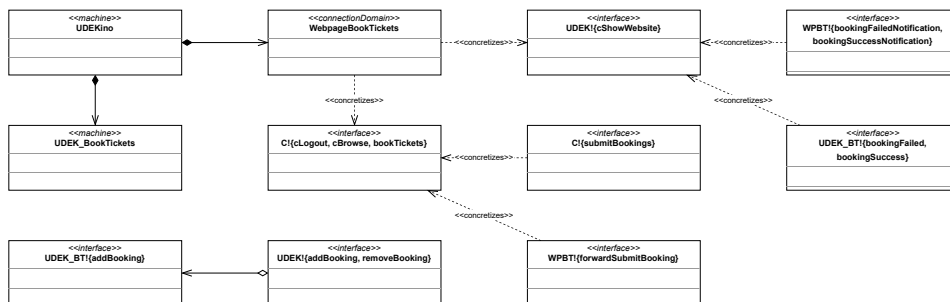 <<machine>>
UDEKino
<<connectionDomain>>
WebpageBookTickets
<<concretizes>>
<<interface>>
UDEK!{cShowWebsite}
<<concretizes>>
<<interface>>
WPBT!{bookingFailedNotification,
bookingSuccessNotification}
<<concretizes>>
<<concretizes>>
<<machine>>
UDEK_BookTickets
<<interface>>
C!{cLogout, cBrowse, bookTickets}
<<concretizes>>
<<interface>>
C!{submitBookings}
<<interface>>
UDEK_BT!{bookingFailed,
bookingSuccess}
<<concretizes>>
<<interface>>
UDEK_BT!{addBooking}
<<interface>>
UDEK!{addBooking, removeBooking}
<<interface>>
WPBT!{forwardSubmitBooking}